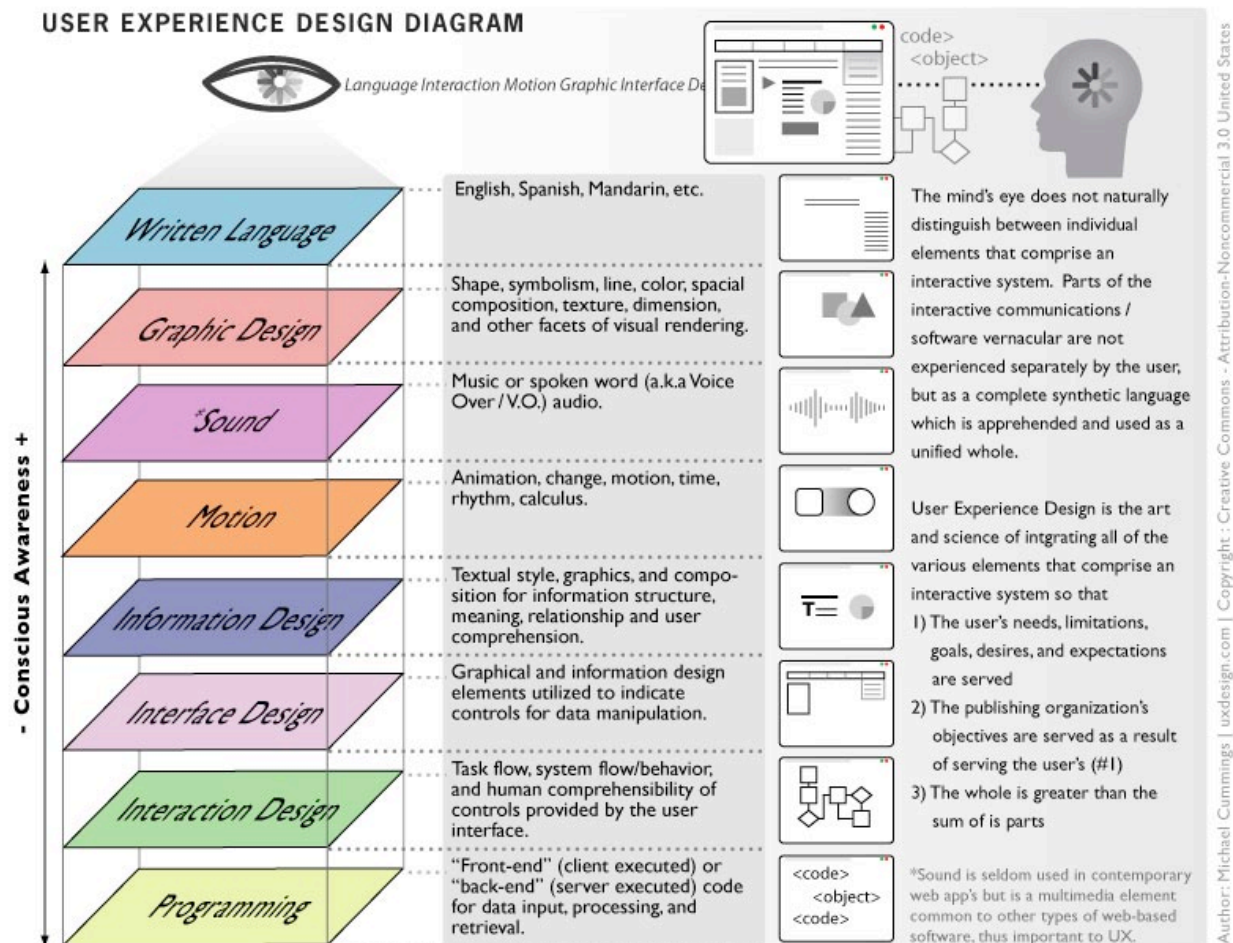 USER EXPERIENCE DESIGN DIAGRAM
Language Interaction Motion Graphic Interface De
code>
<object>
Written Language
English, Spanish, Mandarin, etc.
Graphic Design
Shape, symbolism, line, color, spacial
composition, texture, dimension,
and other facets of visual rendering.
*Sound
Music or spoken word (a.k.a Voice
Over / V.O.) audio.
Motion
Animation, change, motion, time,
rhythm, calculus.
Information Design
Textual style, graphics, and compo-
sition for information structure,
meaning, relationship and user
comprehension.
T
Interface Design
Graphical and information design
elements utilized to indicate
controls for data manipulation.
Interaction Design
Task flow, system flow/behavior,
and human comprehensibility of
controls provided by the user
interface.
Programming
“Front-end” (client executed) or
“back-end” (server executed) code
for data input, processing, and
retrieval.
<code>
<object>
<code>
- Conscious Awareness +
The mind’s eye does not naturally
distinguish between individual
elements that comprise an
interactive system. Parts of the
interactive communications /
software vernacular are not
experienced separately by the user,
but as a complete synthetic language
which is apprehended and used as a
unified whole.
User Experience Design is the art
and science of intgrating all of the
various elements that comprise an
interactive system so that
1) The user’s needs, limitations,
goals, desires, and expectations
are served
2) The publishing organization’s
objectives are served as a result
of serving the user’s (#1)
3) The whole is greater than the
sum of is parts
*Sound is seldom used in contemporary
web app’s but is a multimedia element
common to other types of web-based
software, thus important to UX.
Author: Michael Cummings | uxdesign.com | Copyright : Creative Commons - Attribution-Noncommercial 3.0 United States